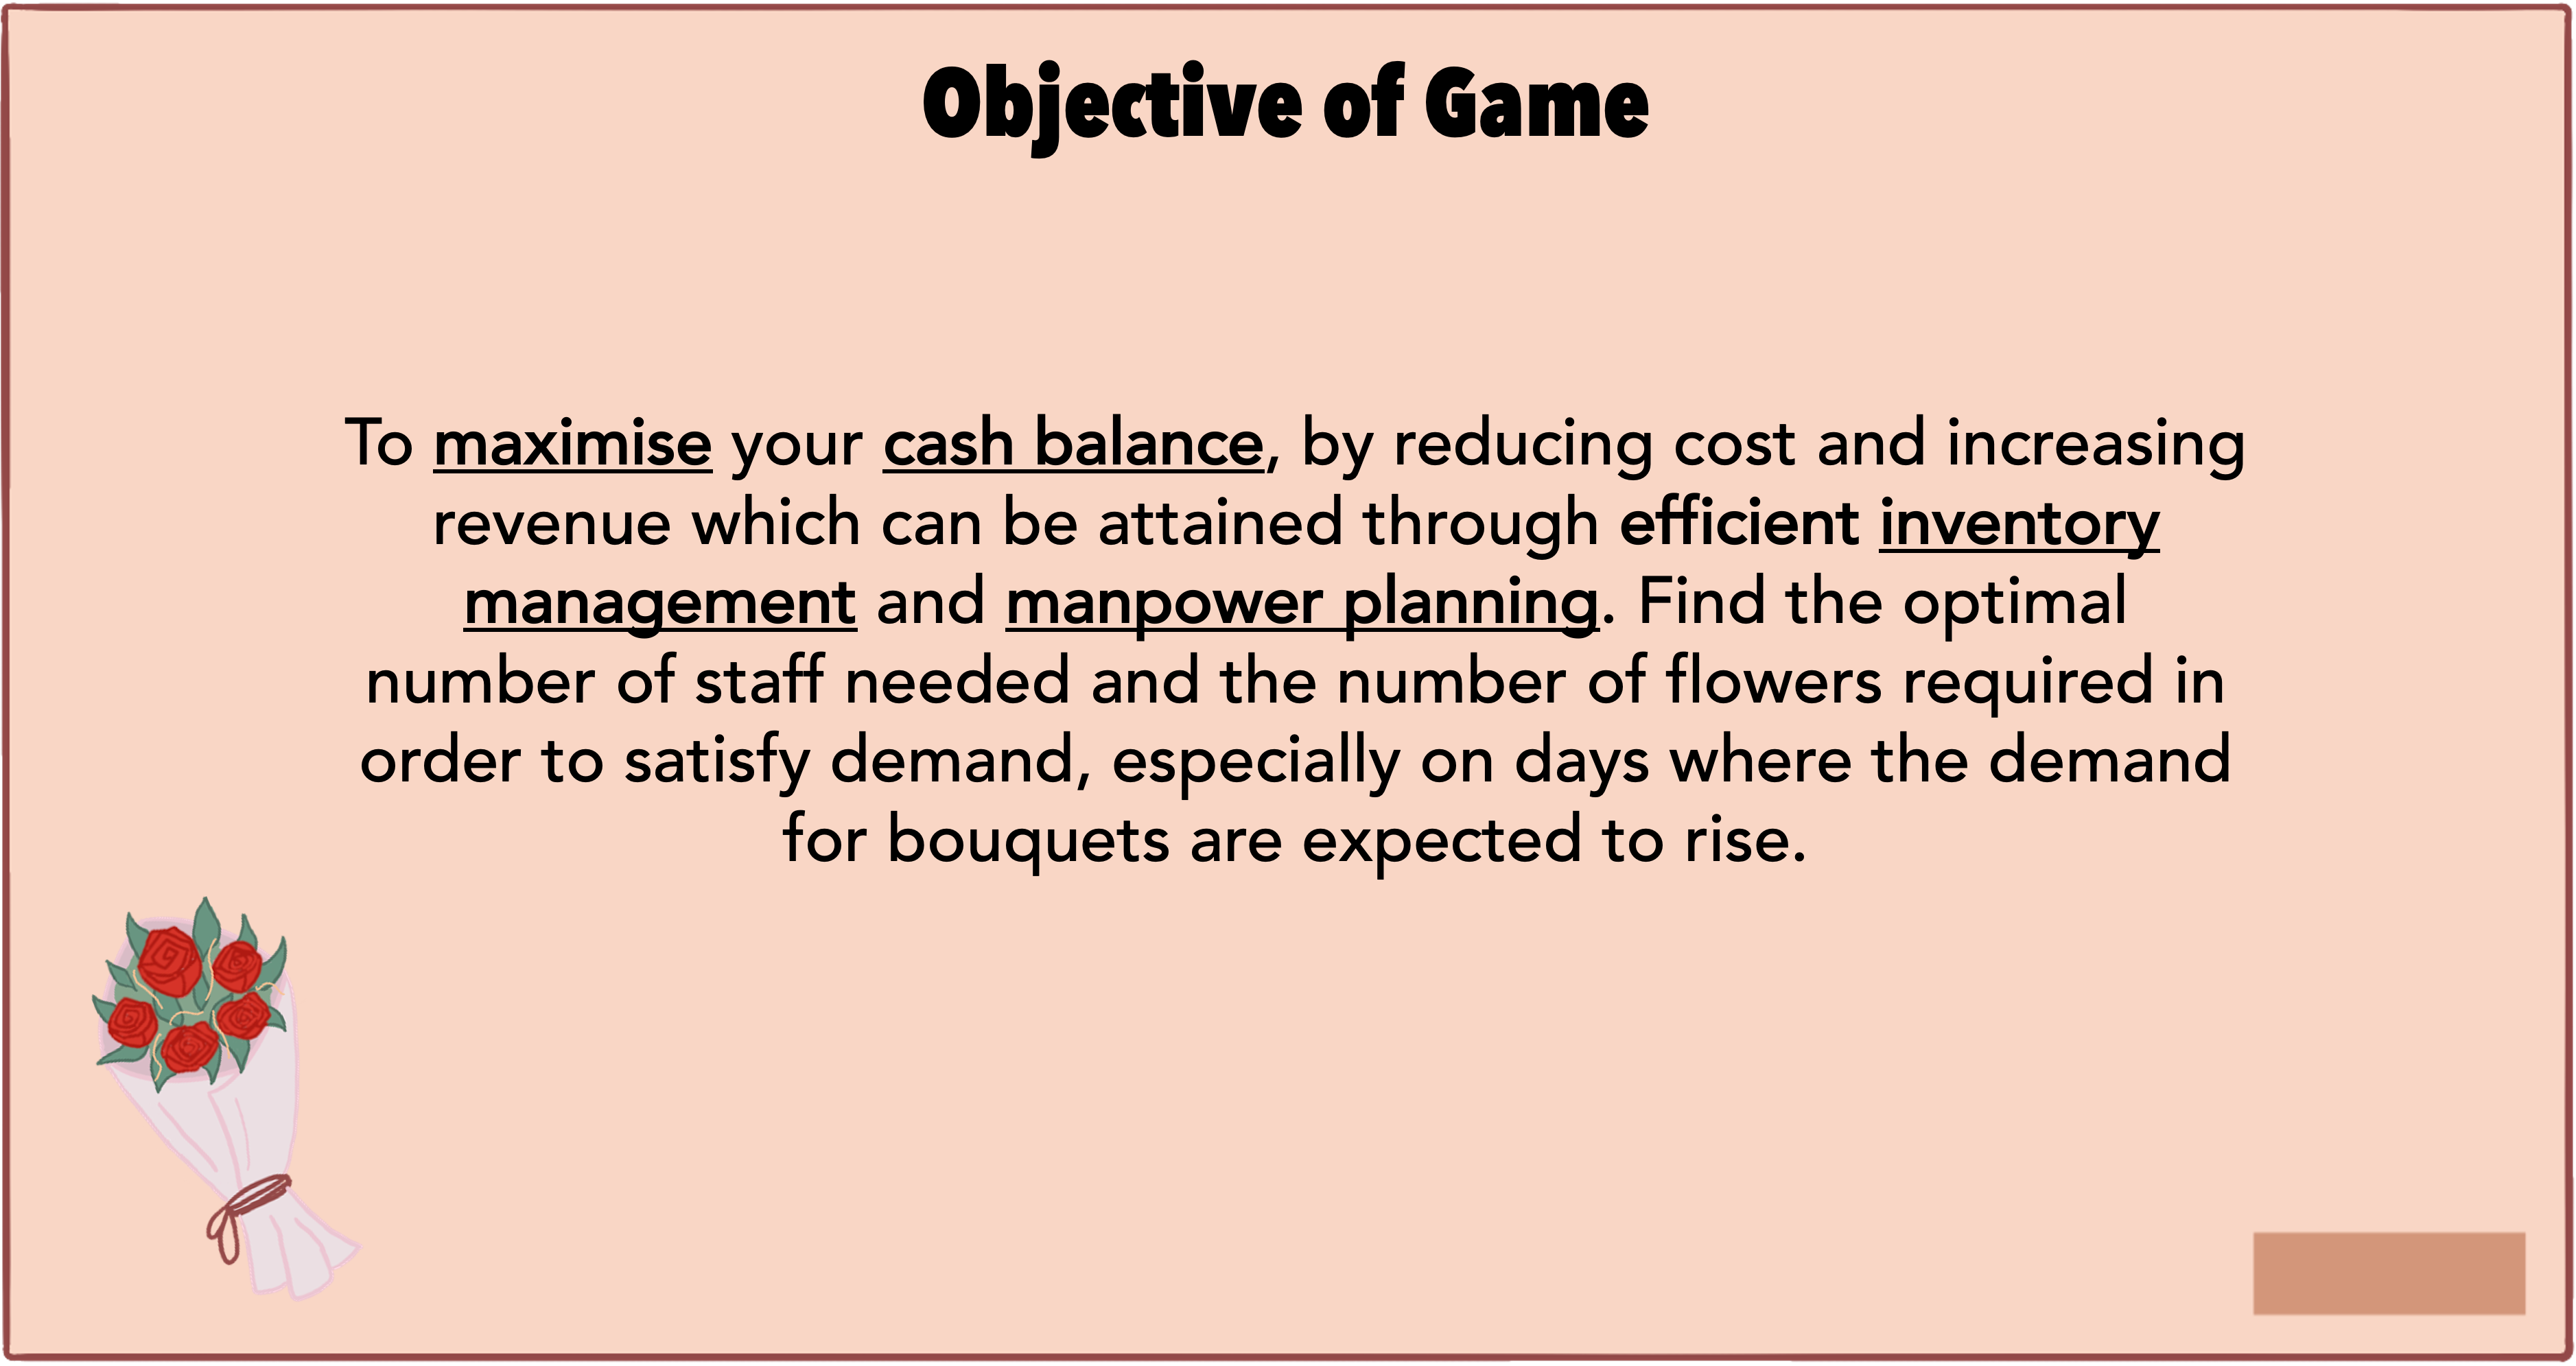 Objective of Game
To maximise your cash balance, by reducing cost and increasing
revenue which can be attained through efficient inventory
management and manpower planning. Find the optimal
number of staff needed and the number of flowers required in
order to satisfy demand, especially on days where the demand
for bouquets are expected to rise.